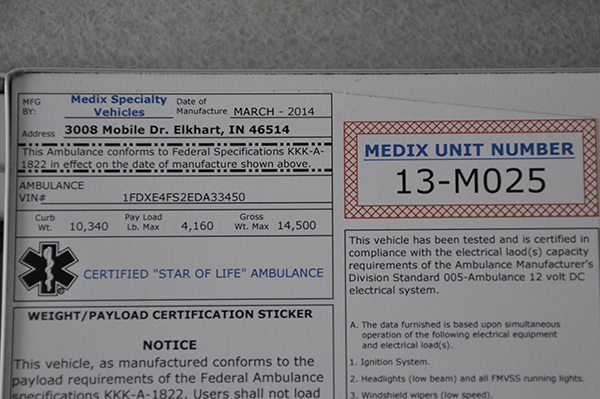 MFG BY: Medix Specialty Vehicles Date of Manufacture MARCH - 2014
Address 3008 Mobile Dr. Elkhart, IN 46514
This Ambulance conforms to Federal Specifications KKK-A-
1822 in effect on the date of manufacture shown above.
AMBULANCE
VIN# 1FDXE4FS2EDA33450
Curb Wt. 10,340 Pay Load Lb. Max 4,160 Gross Wt. Max 14,500
CERTIFIED "STAR OF LIFE" AMBULANCE
WEIGHT/PAYLOAD CERTIFICATION STICKER
NOTICE
This vehicle, as manufactured conforms to the
payload requirements of the Federal Ambulance
specifications KKK-A-1822. Users shall not load
MEDIX UNIT NUMBER
13-M025
This vehicle has been tested and is certified in
compliance with the electrical laod(s) capacity
requirements of the Ambulance Manufacturer's
Division Standard 005-Ambulance 12 volt DC
electrical system.
A. The data furnished is based upon simultaneous
operation of the following electrical equipment
and electrical load(s).
1. Ignition System.
2. Headlights (low beam) and all FMVSS running lights.
3. Windshield wipers (low speed).